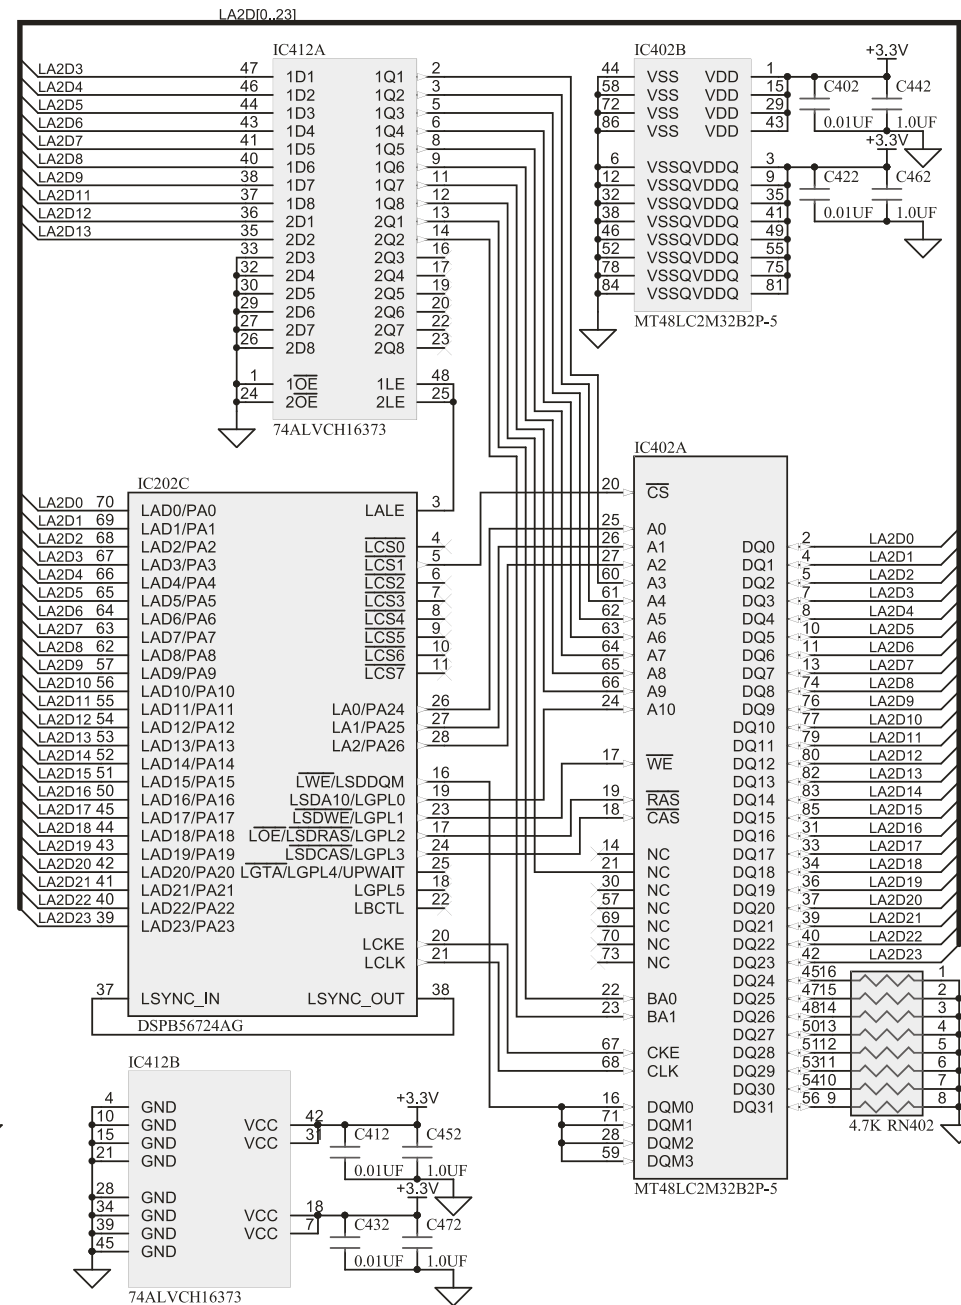 LA2D[0..23]
IC412A
LA2D3 47 1D1 1Q1 2
LA2D4 46 1D2 1Q2 3
LA2D5 44 1D3 1Q3 5
LA2D6 43 1D4 1Q4 6
LA2D7 41 1D5 1Q5 8
LA2D8 40 1D6 1Q6 9
LA2D9 38 1D7 1Q7 11
LA2D11 37 1D8 1Q8 12
LA2D12 36 2D1 2Q1 13
LA2D13 35 2D2 2Q2 14
33 2D3 2Q3 16
32 2D4 2Q4 17
30 2D5 2Q5 19
29 2D6 2Q6 20
27 2D7 2Q7 22
26 2D8 2Q8 23
1 1OE 1LE 48
24 2OE 2LE 25
74ALVCH16373
IC402B
+3.3V
44 VSS VDD 1
58 VSS VDD 15
72 VSS VDD 29
86 VSS VDD 43
C402 C442
0.01UF 1.0UF
+3.3V
6 VSSQVDDQ 3
12 VSSQVDDQ 9
32 VSSQVDDQ 35
38 VSSQVDDQ 41
46 VSSQVDDQ 49
52 VSSQVDDQ 55
78 VSSQVDDQ 75
84 VSSQVDDQ 81
C422 C462
0.01UF 1.0UF
MT48LC2M32B2P-5
IC202C
LA2D0 70 LAD0/PA0 LALE 3
LA2D1 69 LAD1/PA1
LA2D2 68 LAD2/PA2 LCS0 4
LA2D3 67 LAD3/PA3 LCS1 5
LA2D4 66 LAD4/PA4 LCS2 6
LA2D5 65 LAD5/PA5 LCS3 7
LA2D6 64 LAD6/PA6 LCS4 8
LA2D7 63 LAD7/PA7 LCS5 9
LA2D8 62 LAD8/PA8 LCS6 10
LA2D9 57 LAD9/PA9 LCS7 11
LA2D10 56 LAD10/PA10
LA2D11 55 LAD11/PA11 LA0/PA24 26
LA2D12 54 LAD12/PA12 LA1/PA25 27
LA2D13 53 LAD13/PA13 LA2/PA26 28
LA2D14 52 LAD14/PA14
LA2D15 51 LAD15/PA15 LWE/LSDDQM 16
LA2D16 50 LAD16/PA16 LSDA10/LGPL0 19
LA2D17 45 LAD17/PA17 LSDWE/LGPL1 23
LA2D18 44 LAD18/PA18 LOE/LSDRAS/LGPL2 17
LA2D19 43 LAD19/PA19 LSDCAS/LGPL3 24
LA2D20 42 LAD20/PA20 LGTA/LGPL4/UPWAIT 25
LA2D21 41 LAD21/PA21 LGPL5 18
LA2D22 40 LAD22/PA22 LBCTL 22
LA2D23 39 LAD23/PA23
LCKE 20
LCLK 21
37 LSYNC_IN LSYNC_OUT 38
DSPB56724AG
IC402A
20 CS
25 A0
26 A1 DQ0 2 LA2D0
27 A2 DQ1 4 LA2D1
60 A3 DQ2 5 LA2D2
61 A4 DQ3 7 LA2D3
62 A5 DQ4 8 LA2D4
63 A6 DQ5 10 LA2D5
64 A7 DQ6 11 LA2D6
65 A8 DQ7 13 LA2D7
66 A9 DQ8 74 LA2D8
24 A10 DQ9 76 LA2D9
DQ10 77 LA2D10
DQ11 79 LA2D11
17 WE DQ12 80 LA2D12
DQ13 82 LA2D13
19 RAS DQ14 83 LA2D14
18 CAS DQ15 85 LA2D15
DQ16 31 LA2D16
14 NC DQ17 33 LA2D17
21 NC DQ18 34 LA2D18
30 NC DQ19 36 LA2D19
57 NC DQ20 37 LA2D20
69 NC DQ21 39 LA2D21
70 NC DQ22 40 LA2D22
73 NC DQ23 42 LA2D23
DQ24 45 16 1
22 BA0 DQ25 47 15 2
23 BA1 DQ26 48 14 3
DQ27 50 13 4
67 CKE DQ28 51 12 5
68 CLK DQ29 53 11 6
DQ30 54 10 7
16 DQM0 DQ31 56 9 8
71 DQM1
28 DQM2
59 DQM3
4.7K RN402
MT48LC2M32B2P-5
IC412B
+3.3V
4 GND
10 GND VCC 42
15 GND VCC 31
21 GND
C412 C452
0.01UF 1.0UF
+3.3V
28 GND
34 GND VCC 18
39 GND VCC 7
45 GND
C432 C472
0.01UF 1.0UF
74ALVCH16373